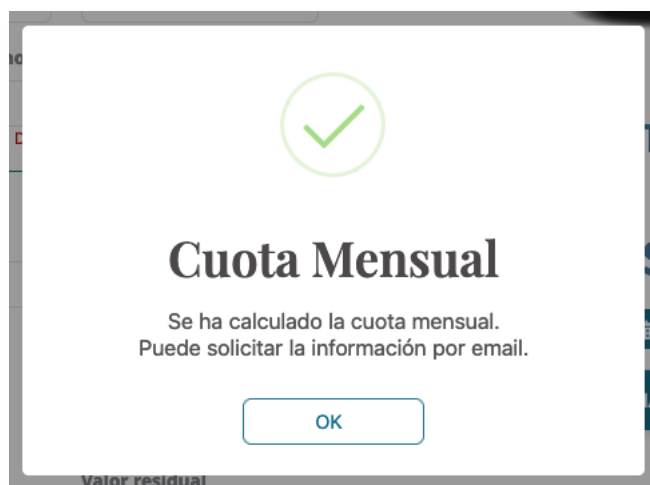 Cuota Mensual
Se ha calculado la cuota mensual.
Puede solicitar la información por email.
OK
Valor residual